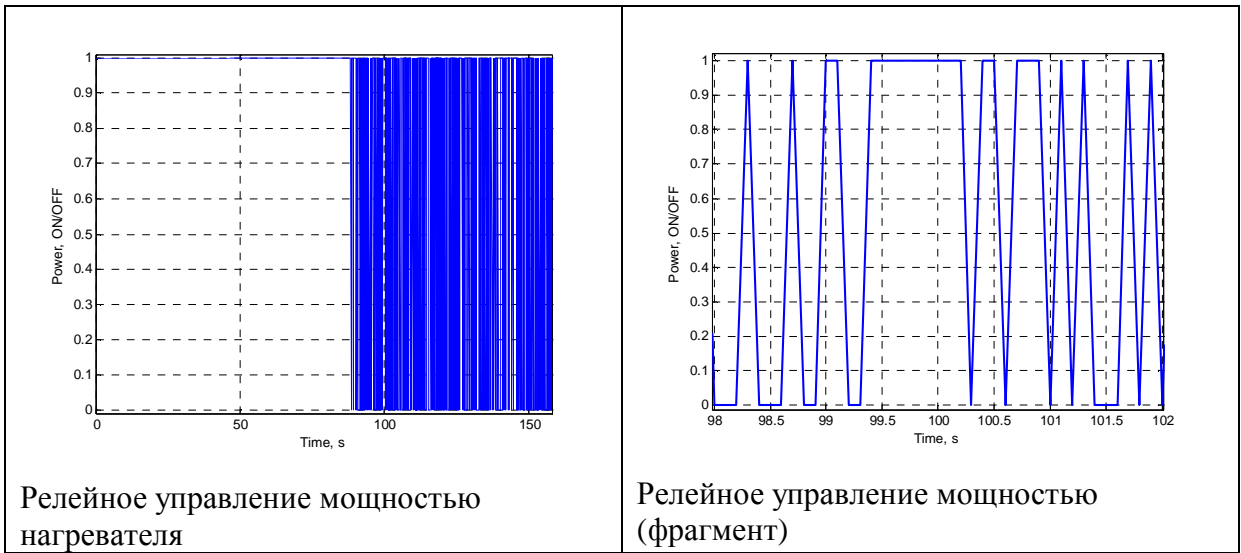 1
0.9
0.8
0.7
0.6
0.5
0.4
0.3
0.2
0.1
0
Power, ON/OFF
0 50 100 150
Time, s
Релейное управление мощностью
нагревателя
1
0.9
0.8
0.7
0.6
0.5
0.4
0.3
0.2
0.1
0
Power, ON/OFF
98 98.5 99 99.5 100 100.5 101 101.5 102
Time, s
Релейное управление мощностью
(фрагмент)